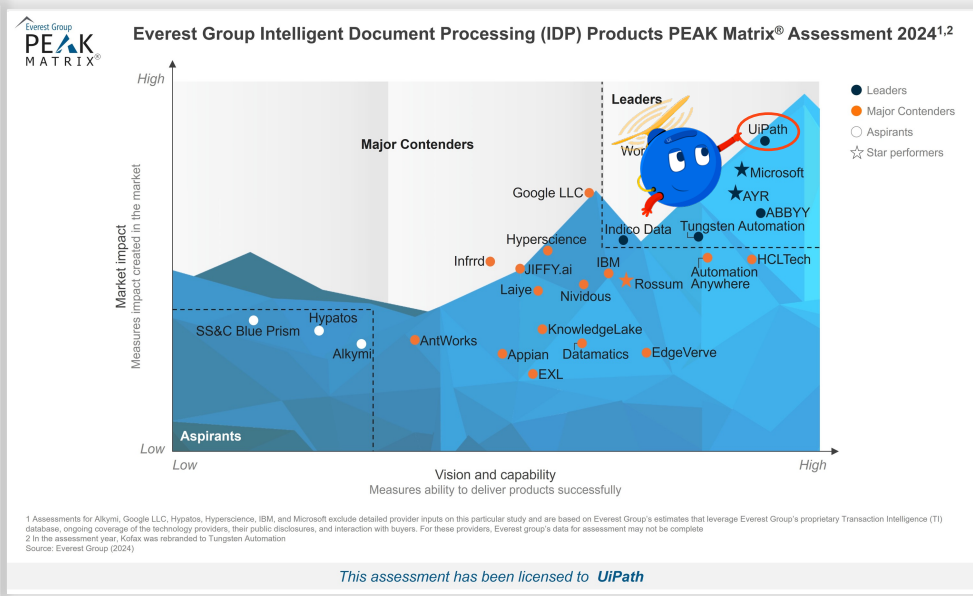 Everest Group
PEAK
MATRIX®
Everest Group Intelligent Document Processing (IDP) Products PEAK Matrix® Assessment 2024¹,²
High
Leaders
Major Contenders
UiPath
Microsoft
AYR
ABBYY
Google LLC
Indico Data
Tungsten Automation
Hyperscience
Infrrd
JIFFY.ai
IBM
HCLTech
Automation
Anywhere
Laiye
Nividous
Rossum
Hypatos
SS&C Blue Prism
Alkymi
AntWorks
KnowledgeLake
Appian
Datamatics
EdgeVerve
EXL
Aspirants
Low
Low
High
Market impact
Measures impact created in the market
Vision and capability
Measures ability to deliver products successfully
Leaders
Major Contenders
Aspirants
Star performers
1 Assessments for Alkymi, Google LLC, Hypatos, Hyperscience, IBM, and Microsoft exclude detailed provider inputs on this particular study and are based on Everest Group's estimates that leverage Everest Group's proprietary Transaction Intelligence (TI)
database, ongoing coverage of the technology providers, their public disclosures, and interaction with buyers. For these providers, Everest group's data for assessment may not be complete
2 In the assessment year, Kofax was rebranded to Tungsten Automation
Source: Everest Group (2024)
This assessment has been licensed to UiPath